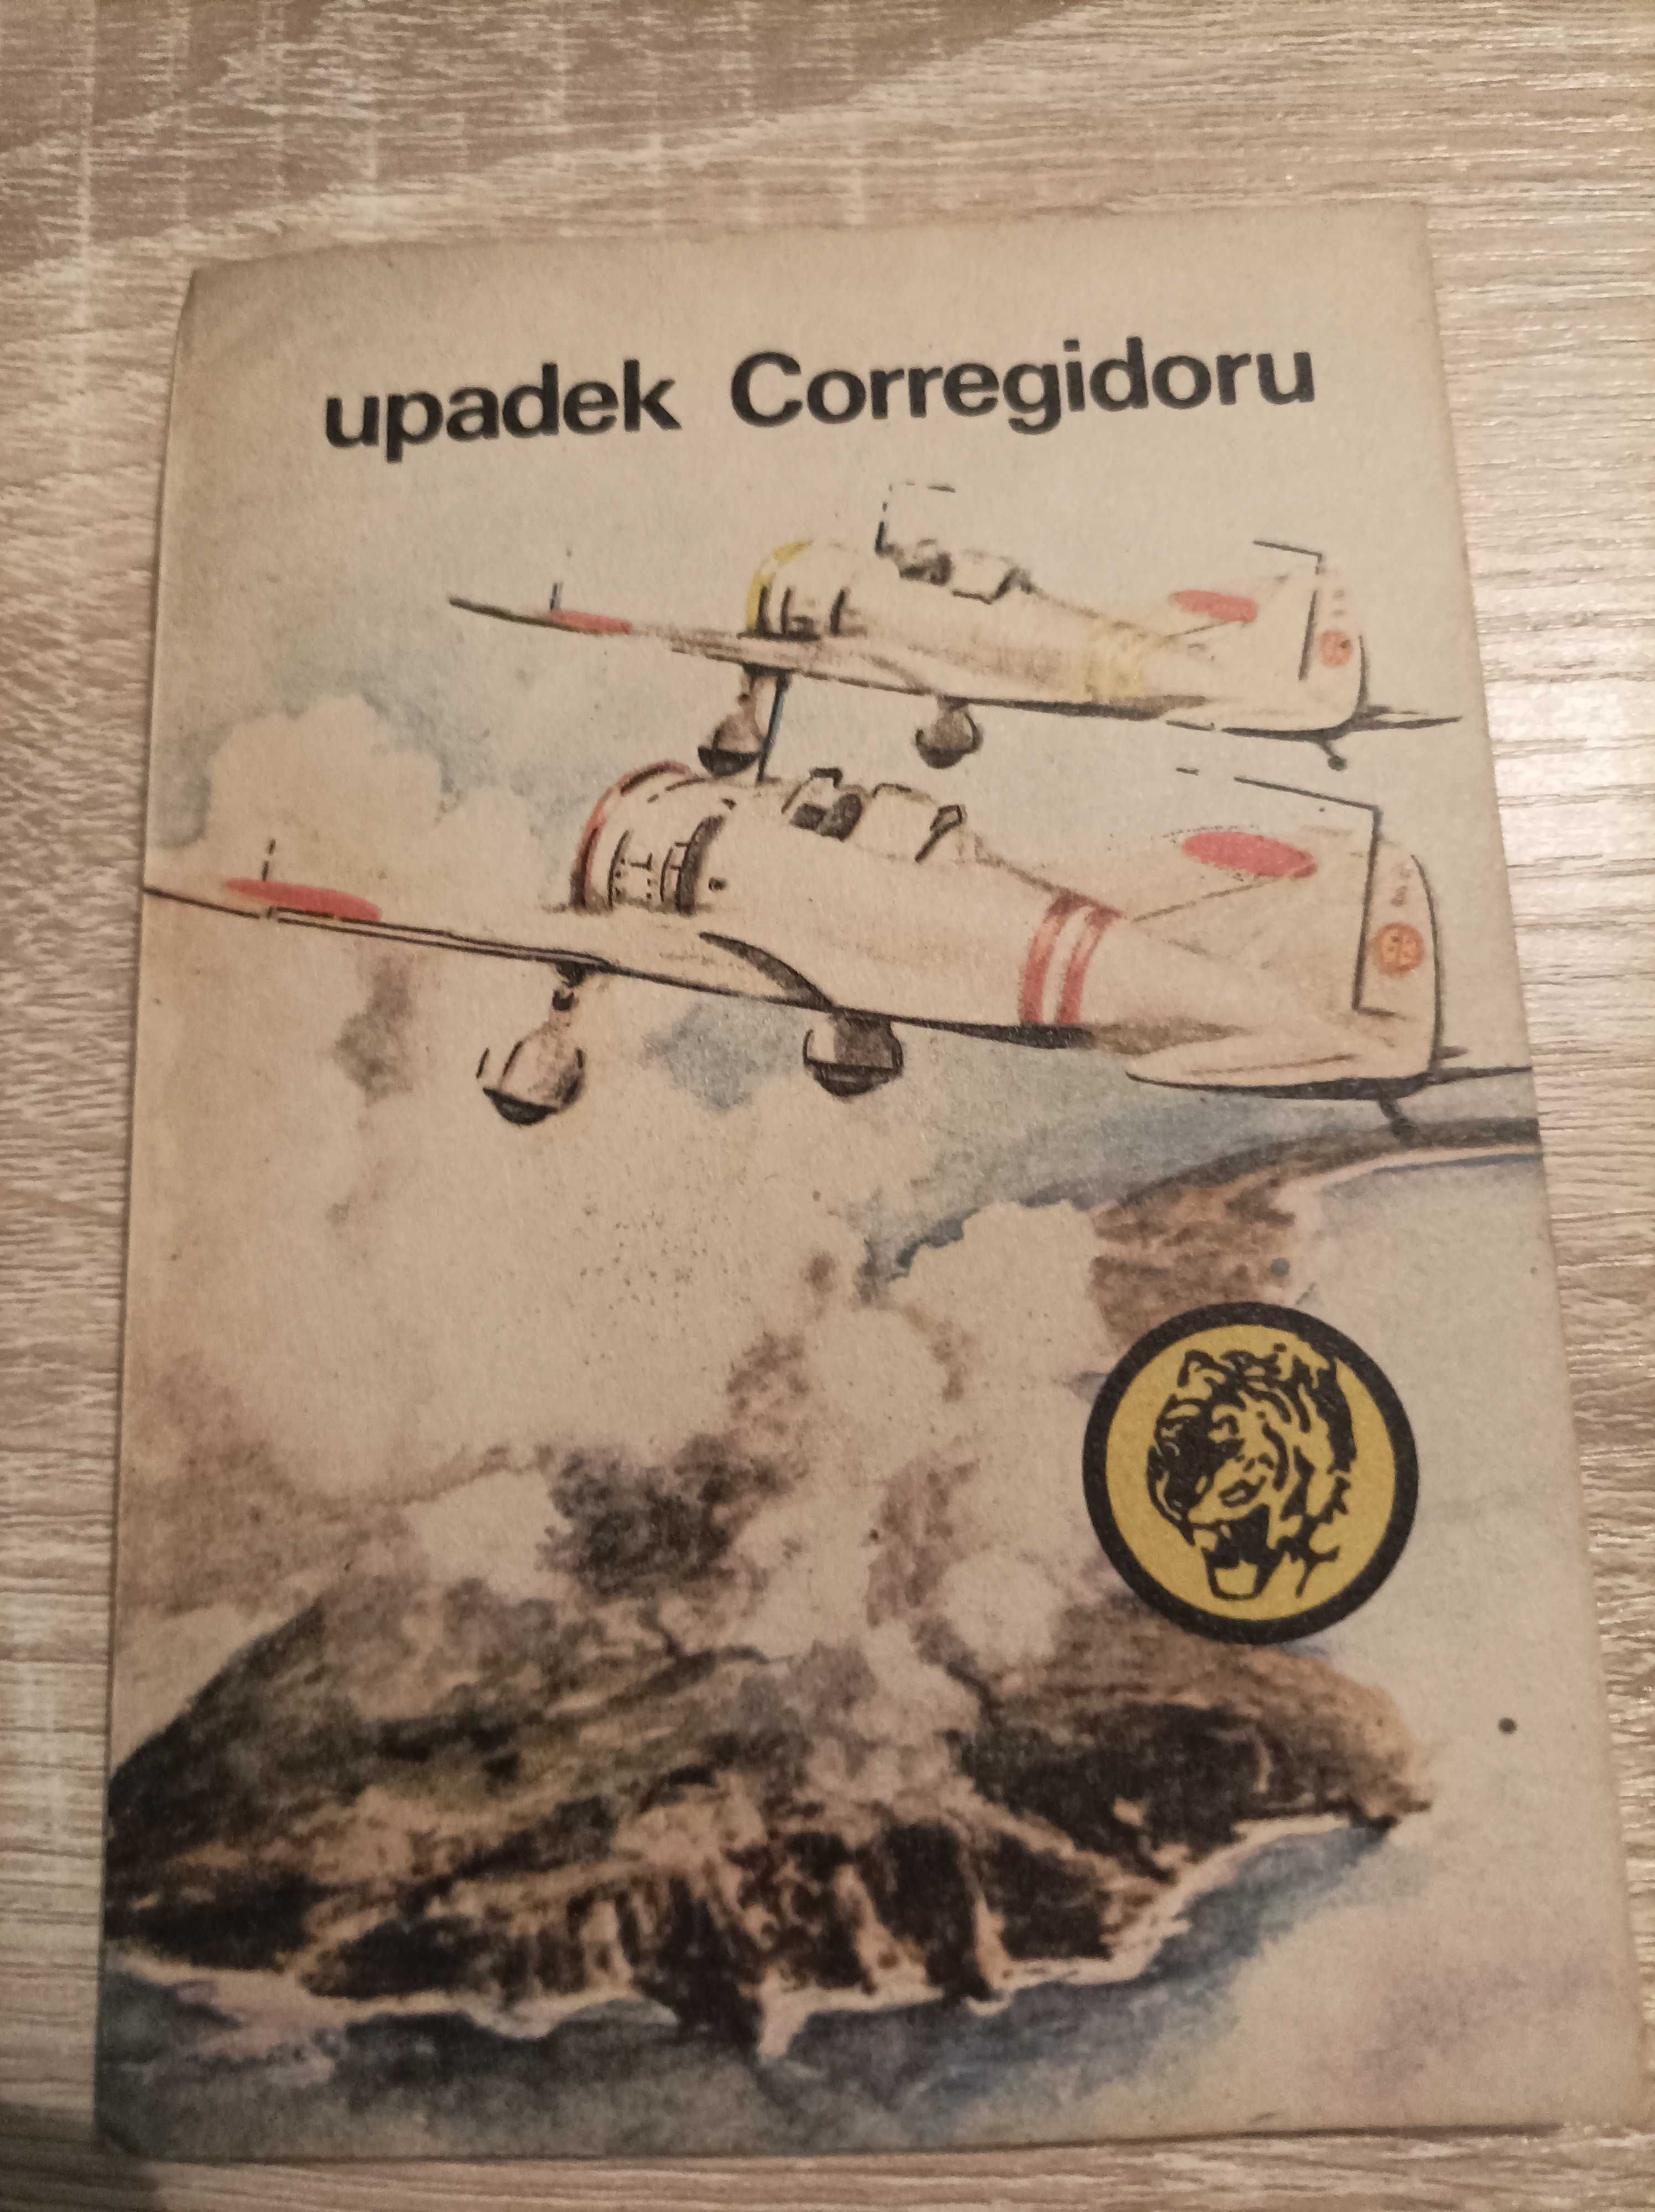 upadek Corregidoru